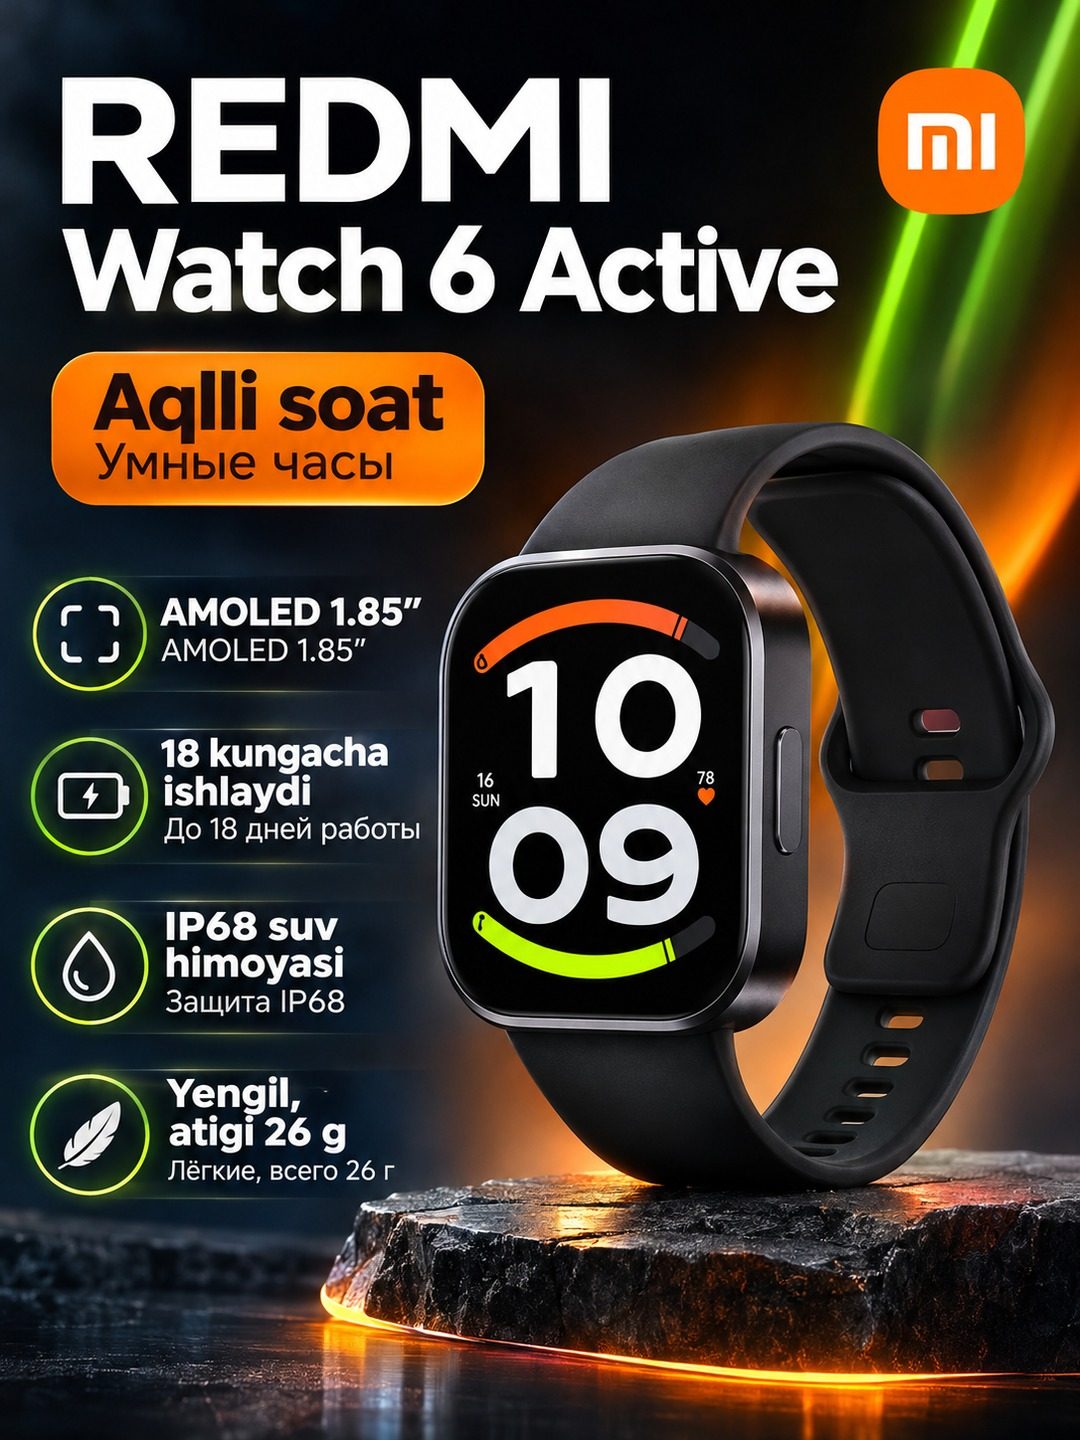 REDMI
mi
Watch 6 Active
Aqlli soat
Умные часы
AMOLED 1.85"
AMOLED 1.85"
18 kungacha
ishlaydi
До 18 дней работы
IP68 suv
himoyasi
Защита IP68
Yengil,
atigi 26 g
Лёгкие, всего 26 г
10
16
SUN
78
09